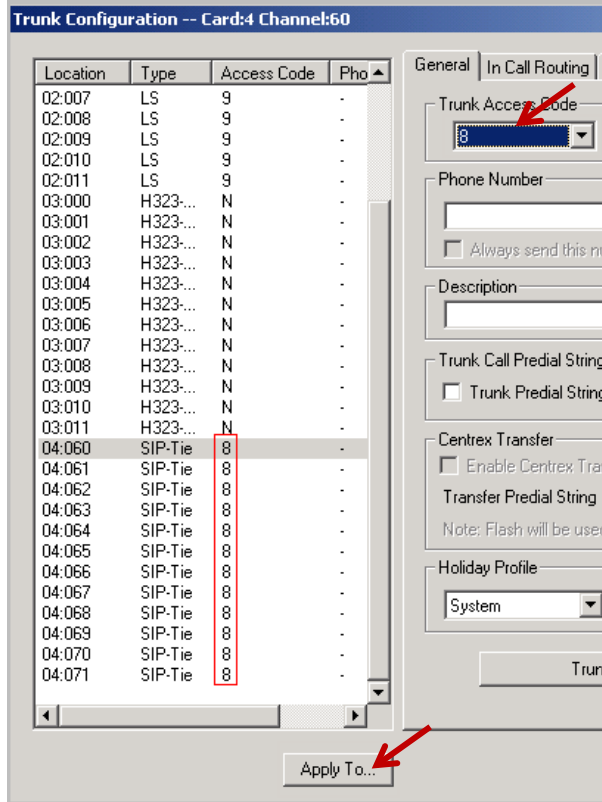 Trunk Configuration -- Card:4 Channel:60
Location Type Access Code Pho
02:007 LS 9 -
02:008 LS 9 -
02:009 LS 9 -
02:010 LS 9 -
02:011 LS 9 -
03:000 H323-... N -
03:001 H323-... N -
03:002 H323-... N -
03:003 H323-... N -
03:004 H323-... N -
03:005 H323-... N -
03:006 H323-... N -
03:007 H323-... N -
03:008 H323-... N -
03:009 H323-... N -
03:010 H323-... N -
03:011 H323-... N -
04:060 SIP-Tie 8 -
04:061 SIP-Tie 8 -
04:062 SIP-Tie 8 -
04:063 SIP-Tie 8 -
04:064 SIP-Tie 8 -
04:065 SIP-Tie 8 -
04:066 SIP-Tie 8 -
04:067 SIP-Tie 8 -
04:068 SIP-Tie 8 -
04:069 SIP-Tie 8 -
04:070 SIP-Tie 8 -
04:071 SIP-Tie 8 -
Apply To...
General In Call Routing
Trunk Access Code
8
Phone Number
Always send this nu
Description
Trunk Call Predial String
Trunk Predial String
Centrex Transfer
Enable Centrex Tra
Transfer Predial String
Note: Flash will be use
Holiday Profile
System
Trun